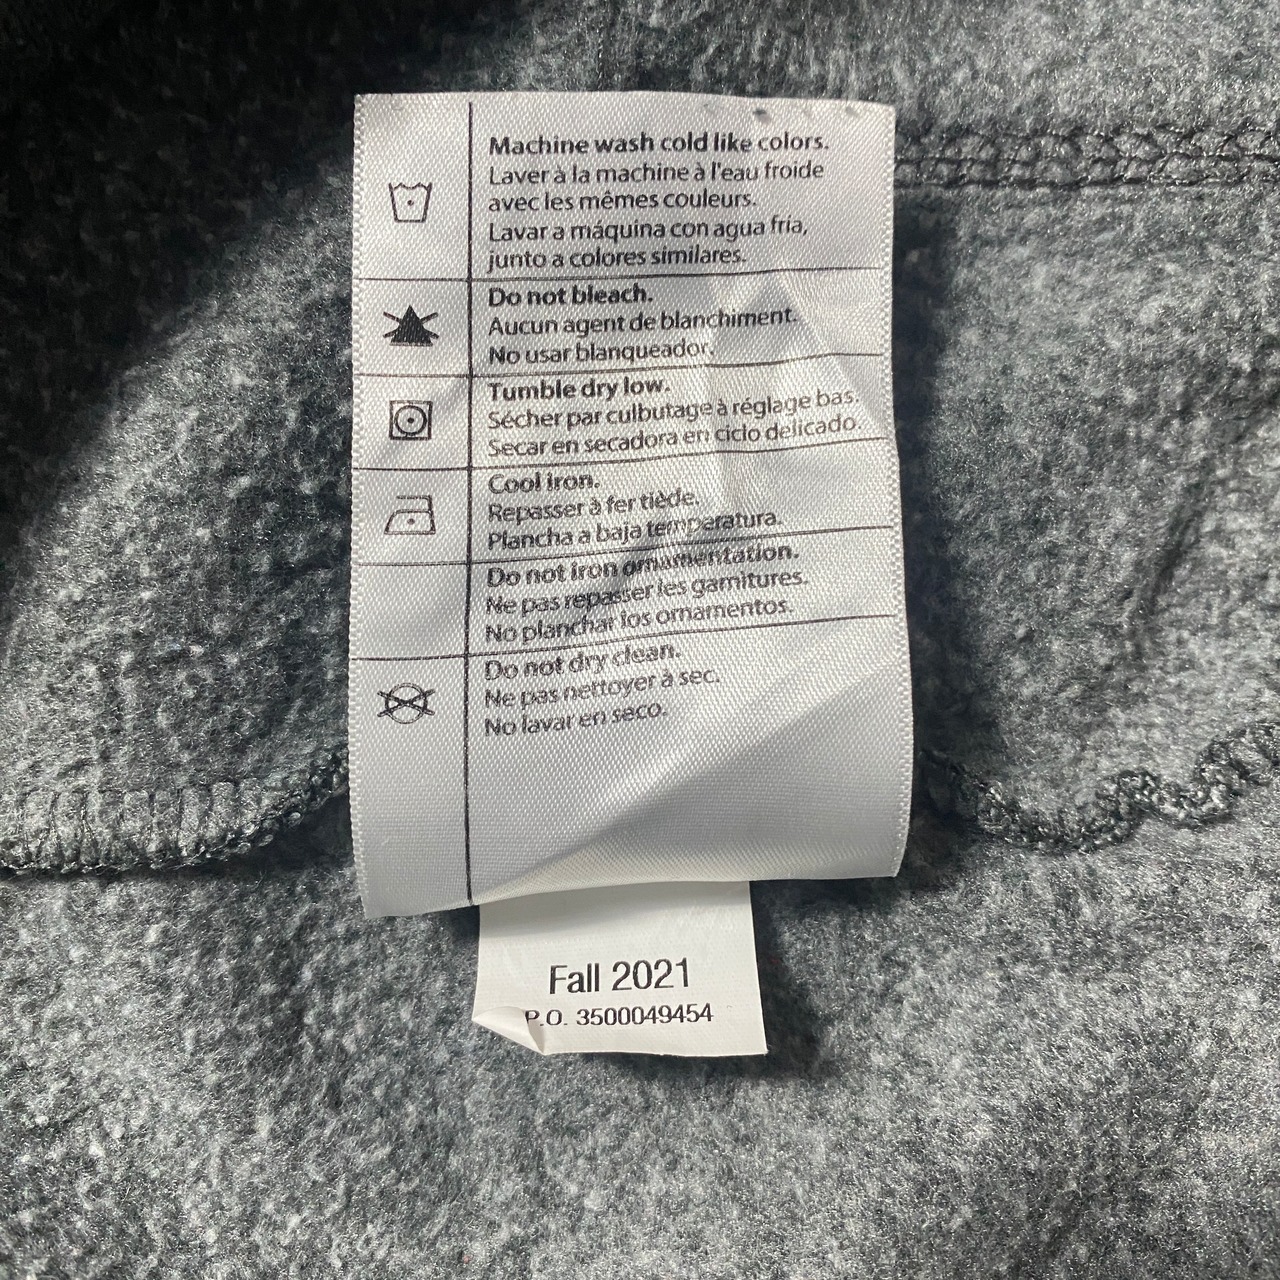 Machine wash cold like colors.
Laver à la machine à l'eau froide
avec les mêmes couleurs.
Lavar a máquina con agua fría,
junto a colores similares.
Do not bleach.
Aucun agent de blanchiment.
No usar blanqueador.
Tumble dry low.
Sécher par culbutage à réglage bas.
Secar en secadora en ciclo delicado.
Cool iron.
Repasser à fer tiède.
Plancha a baja temperatura.
Do not iron ornamentation.
Ne pas repasser les garnitures.
No planchar los ornamentos.
Do not dry clean.
Ne pas nettoyer à sec.
No lavar en seco.
Fall 2021
P.O. 3500049454